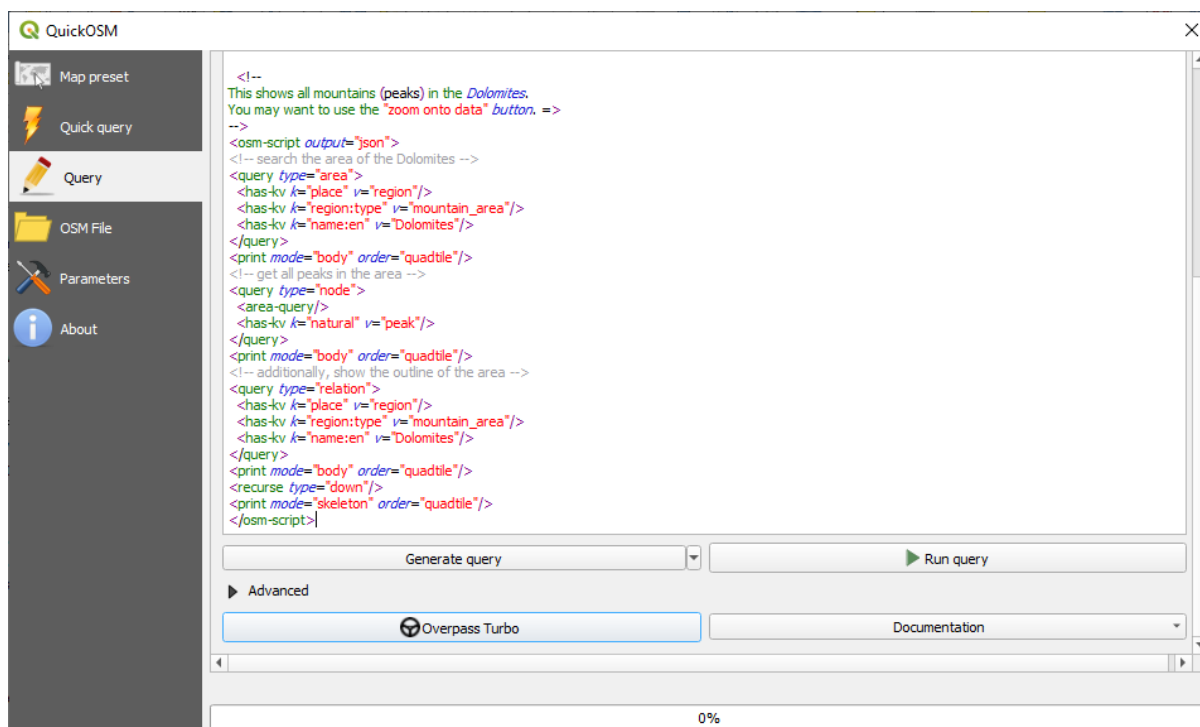 QuickOSM
Map preset
Quick query
Query
OSM File
Parameters
About
<!--
This shows all mountains (peaks) in the Dolomites.
You may want to use the "zoom onto data" button. =>
-->
<osm-script output="json">
<!-- search the area of the Dolomites -->
<query type="area">
<has-kv k="place" v="region"/>
<has-kv k="region:type" v="mountain_area"/>
<has-kv k="name:en" v="Dolomites"/>
</query>
<print mode="body" order="quadtile"/>
<!-- get all peaks in the area -->
<query type="node">
<area-query/>
<has-kv k="natural" v="peak"/>
</query>
<print mode="body" order="quadtile"/>
<!-- additionally, show the outline of the area -->
<query type="relation">
<has-kv k="place" v="region"/>
<has-kv k="region:type" v="mountain_area"/>
<has-kv k="name:en" v="Dolomites"/>
</query>
<print mode="body" order="quadtile"/>
<recurse type="down"/>
<print mode="skeleton" order="quadtile"/>
</osm-script>
Generate query
Run query
Advanced
Overpass Turbo
Documentation
0%